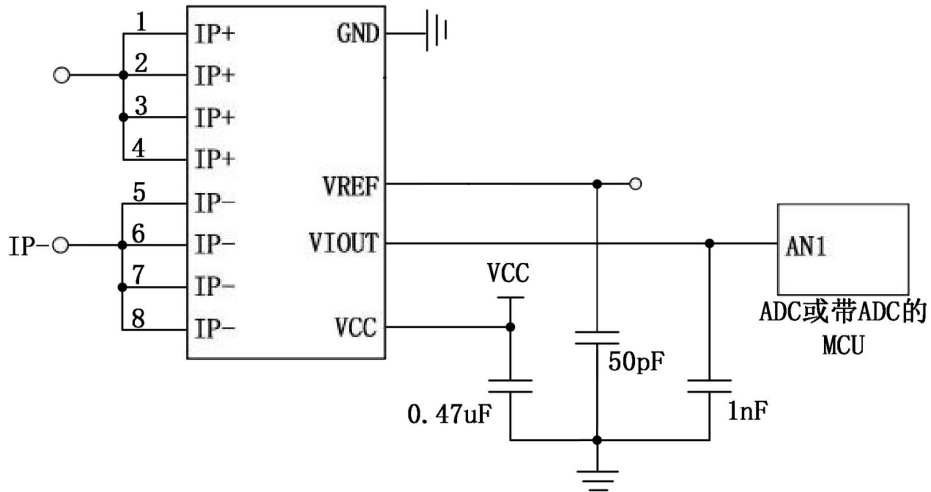 1 IP+ GND
2 IP+
3 IP+
4 IP+
5 IP- VREF
IP- 6 IP- VIOUT
7 IP-
8 IP- VCC
VCC
AN1
ADC或带ADC的
MCU
50pF
0.47uF
1nF